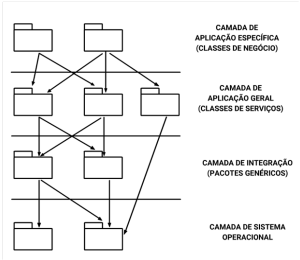 CAMADA DE
APLICAÇÃO ESPECÍFICA
(CLASSES DE NEGÓCIO)
CAMADA DE
APLICAÇÃO GERAL
(CLASSES DE SERVIÇOS)
CAMADA DE INTEGRAÇÃO
(PACOTES GENÉRICOS)
CAMADA DE SISTEMA
OPERACIONAL